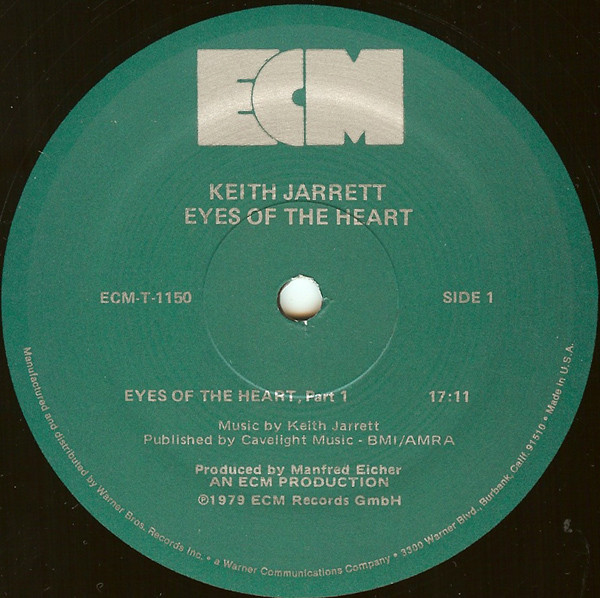 ECM
KEITH JARRETT
EYES OF THE HEART
ECM-T-1150
SIDE 1
EYES OF THE HEART, Part 1 17:11
Music by Keith Jarrett
Published by Cavelight Music - BMI/AMRA
Produced by Manfred Eicher
AN ECM PRODUCTION
℗1979 ECM Records GmbH
Manufactured and distributed by Warner Bros. Records Inc. • a Warner Communications Company • 3300 Warner Blvd., Burbank, Calif. 91510 • Made in U.S.A.